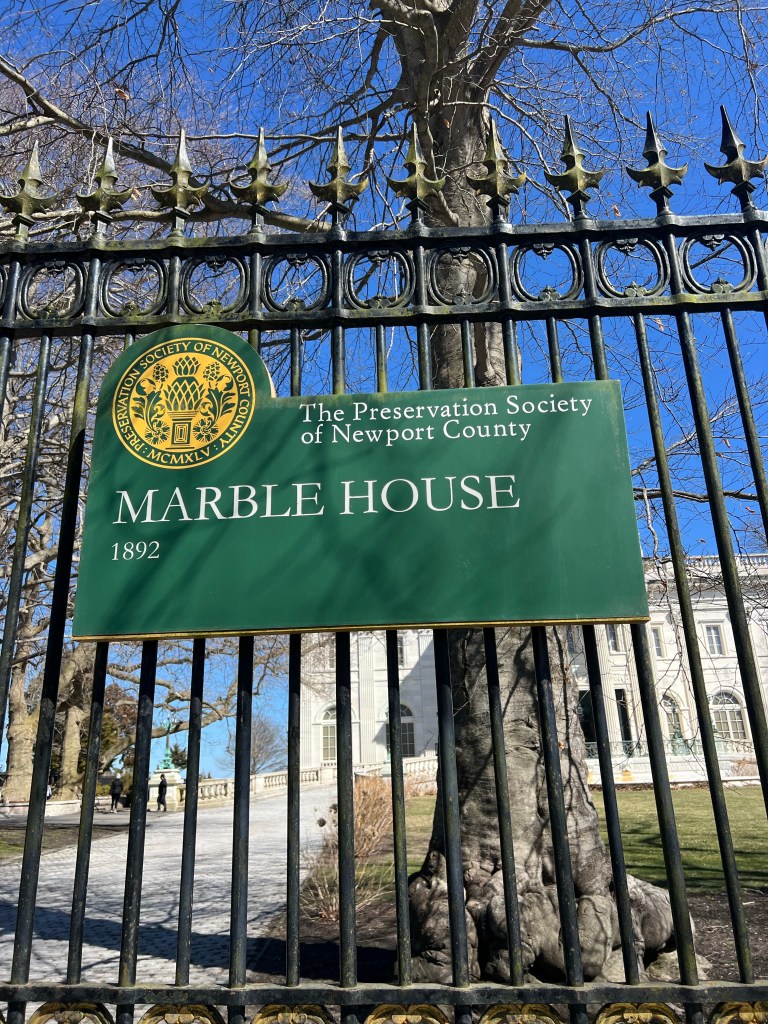 PRESERVATION SOCIETY OF NEWPORT COUNTY
· MCMXLV ·
The Preservation Society
of Newport County
MARBLE HOUSE
1892